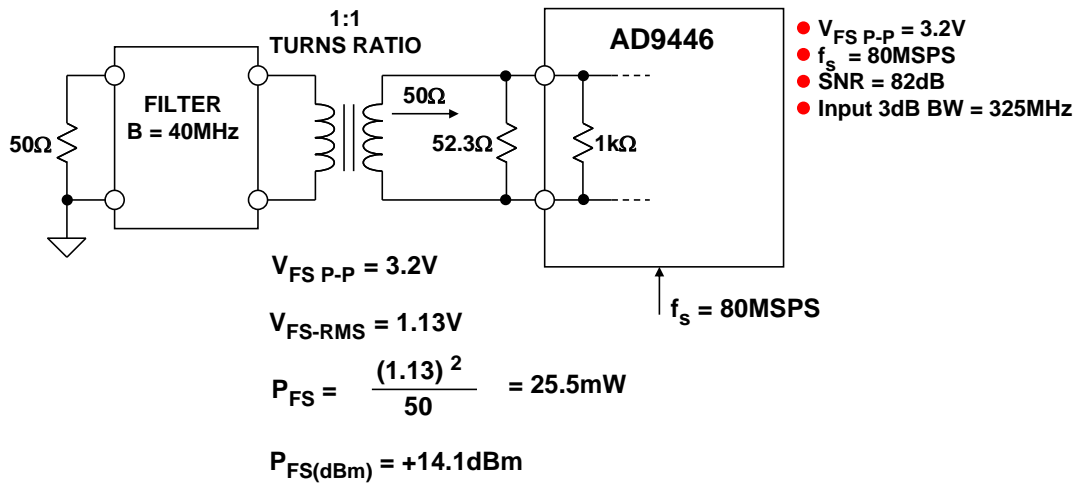 1:1
TURNS RATIO
AD9446
● V_FS P-P = 3.2V
● f_s = 80MSPS
● SNR = 82dB
● Input 3dB BW = 325MHz
50Ω
FILTER
B = 40MHz
50Ω
52.3Ω
1kΩ
V_FS P-P = 3.2V
f_s = 80MSPS
V_FS-RMS = 1.13V
P_FS = (1.13)^2 / 50 = 25.5mW
P_FS(dBm) = +14.1dBm